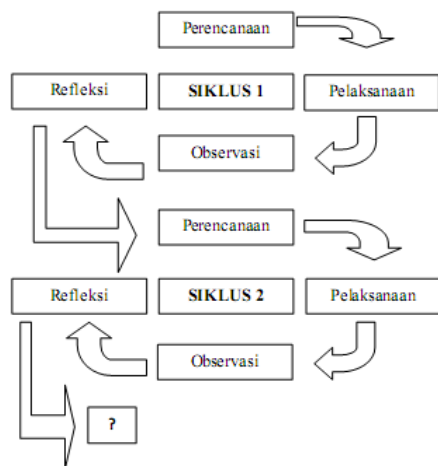 Perencanaan
Refleksi
SIKLUS 1
Pelaksanaan
Observasi
Perencanaan
Refleksi
SIKLUS 2
Pelaksanaan
Observasi
?